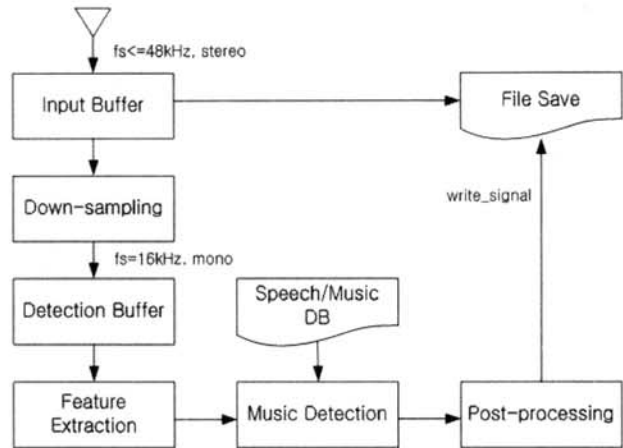 fs<=48kHz, stereo
Input Buffer
File Save
Down-sampling
write_signal
fs=16kHz, mono
Detection Buffer
Speech/Music
DB
Feature
Extraction
Music Detection
Post-processing